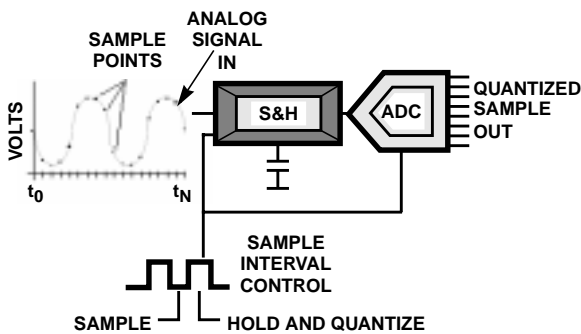 SAMPLE
POINTS
ANALOG
SIGNAL
IN
VOLTS
t0
tN
S&H
ADC
QUANTIZED
SAMPLE
OUT
SAMPLE
INTERVAL
CONTROL
SAMPLE
HOLD AND QUANTIZE